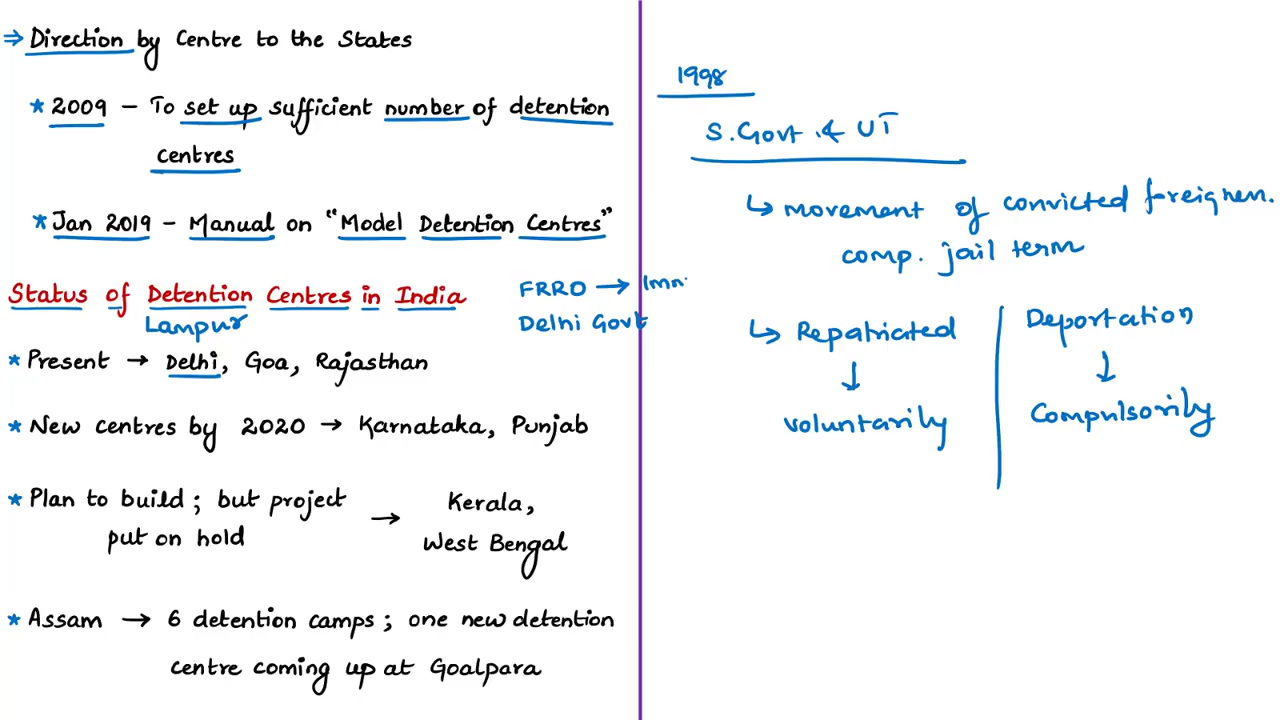 ⇒ Direction by Centre to the States
* 2009 – To set up sufficient number of detention
centres
* Jan 2019 – Manual on "Model Detention Centres"
Status of Detention Centres in India
Lampur
FRRO → Imn
Delhi Govt
* Present → Delhi, Goa, Rajasthan
* New centres by 2020 → Karnataka, Punjab
* Plan to build; but project
put on hold
→ Kerala,
West Bengal
* Assam → 6 detention camps; one new detention
centre coming up at Goalpara
1998
S. Govt & UT
↳ movement of convicted foreigners.
comp. jail term
↳ Repatriated
↓
voluntarily
Deportation
↓
Compulsorily